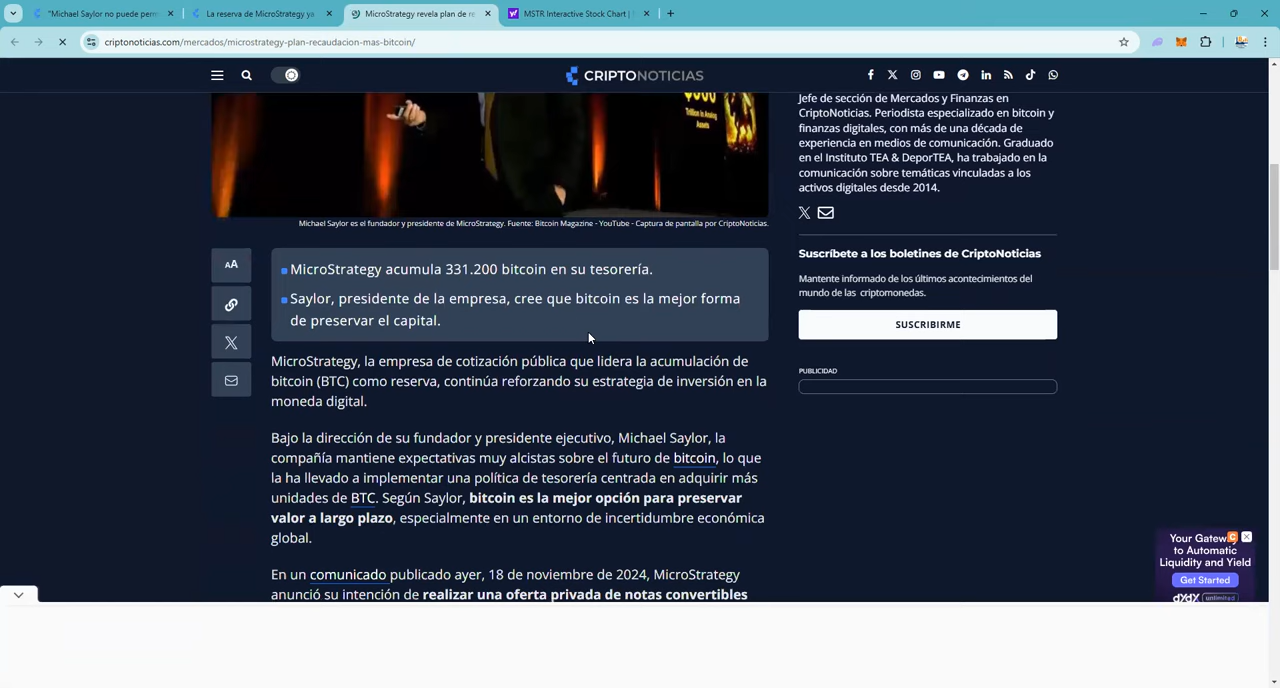 "Michael Saylor no puede perm
La reserva de MicroStrategy ya
MicroStrategy revela plan de re
MSTR Interactive Stock Chart |
criptonoticias.com/mercados/microstrategy-plan-recaudacion-mas-bitcoin/
CRIPTONOTICIAS
Trillion in Analog
Assets
Michael Saylor es el fundador y presidente de MicroStrategy. Fuente: Bitcoin Magazine - YouTube - Captura de pantalla por CriptoNoticias.
AA
MicroStrategy acumula 331.200 bitcoin en su tesorería.
Saylor, presidente de la empresa, cree que bitcoin es la mejor forma
de preservar el capital.
MicroStrategy, la empresa de cotización pública que lidera la acumulación de
bitcoin (BTC) como reserva, continúa reforzando su estrategia de inversión en la
moneda digital.
Bajo la dirección de su fundador y presidente ejecutivo, Michael Saylor, la
compañía mantiene expectativas muy alcistas sobre el futuro de bitcoin, lo que
la ha llevado a implementar una política de tesorería centrada en adquirir más
unidades de BTC. Según Saylor, bitcoin es la mejor opción para preservar
valor a largo plazo, especialmente en un entorno de incertidumbre económica
global.
En un comunicado publicado ayer, 18 de noviembre de 2024, MicroStrategy
anunció su intención de realizar una oferta privada de notas convertibles
Jefe de sección de Mercados y Finanzas en
CriptoNoticias. Periodista especializado en bitcoin y
finanzas digitales, con más de una década de
experiencia en medios de comunicación. Graduado
en el Instituto TEA & DeporTEA, ha trabajado en la
comunicación sobre temáticas vinculadas a los
activos digitales desde 2014.
Suscríbete a los boletines de CriptoNoticias
Mantente informado de los últimos acontecimientos del
mundo de las criptomonedas.
SUSCRIBIRME
PUBLICIDAD
Your Gateway
to Automatic
Liquidity and Yield
Get Started
dYdX unlimited